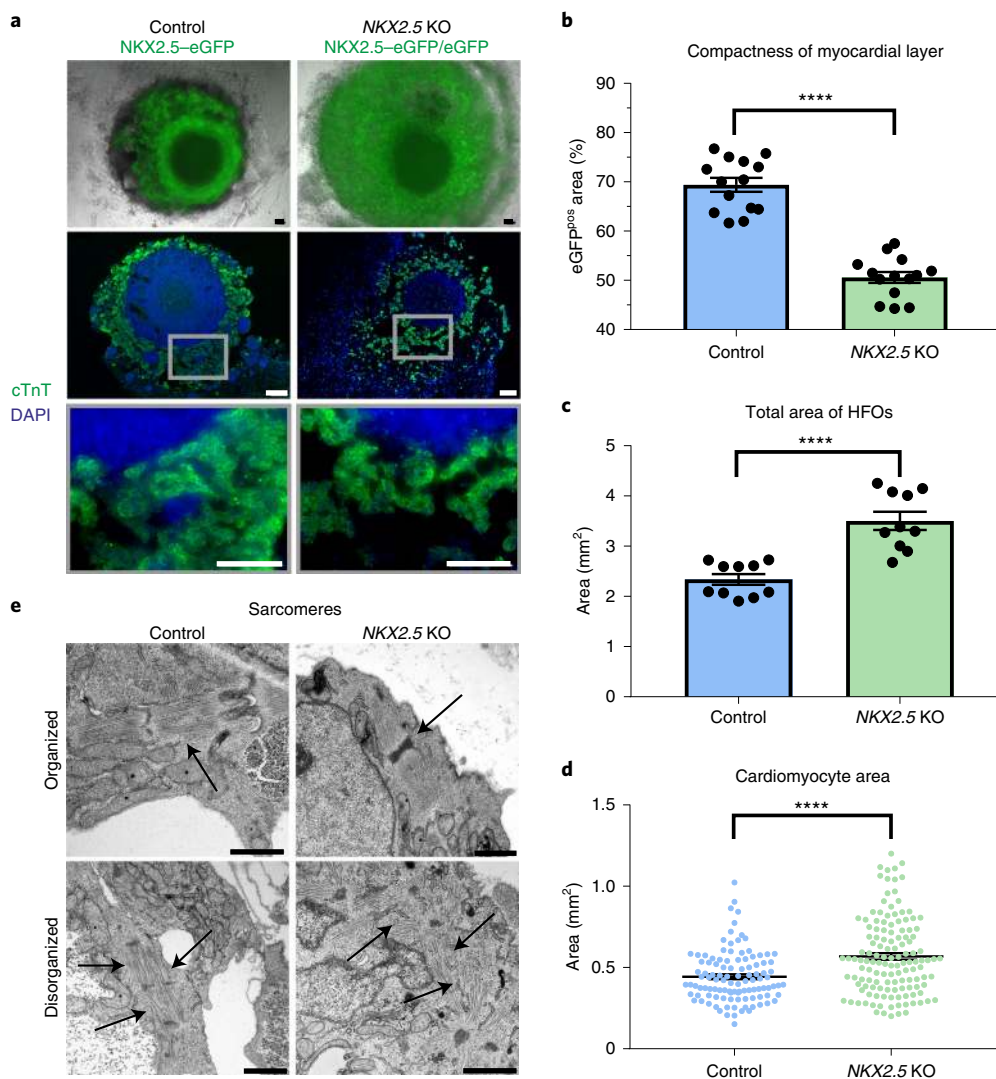 a
Control
NKX2.5–eGFP
NKX2.5 KO
NKX2.5–eGFP/eGFP
cTnT
DAPI
b
Compactness of myocardial layer
****
eGFPpos area (%)
90
80
70
60
50
40
Control
NKX2.5 KO
c
Total area of HFOs
****
Area (mm2)
5
4
3
2
1
0
Control
NKX2.5 KO
d
Cardiomyocyte area
****
Area (mm2)
1.5
1.0
0.5
0
Control
NKX2.5 KO
e
Sarcomeres
Control
NKX2.5 KO
Organized
Disorganized